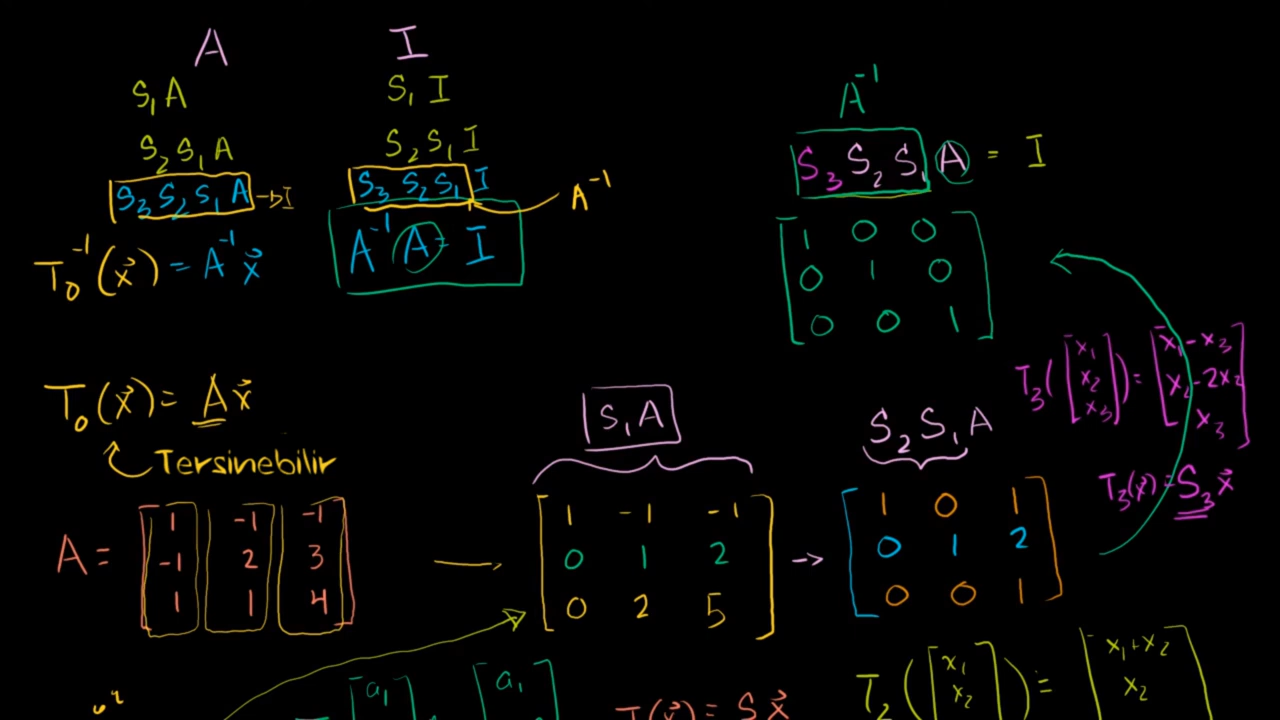 A I
S₁A S₁I
S₂S₁A S₂S₁I
S₃S₂S₁A → I S₃S₂S₁I A⁻¹
A⁻¹A = I
T₀⁻¹(x⃗) = A⁻¹x⃗
A⁻¹
S₃S₂S₁A = I
1 0 0
0 1 0
0 0 1
T₃([x₁ x₂ x₃]) = [x₁-x₃ x₂-2x₂ x₃]
T₃(x⃗) = S₃x⃗
T₀(x⃗) = Ax⃗
Tersinebilir
S₁A S₂S₁A
A = 1 -1 -1
-1 2 3
1 1 4
1 -1 -1
0 1 2
0 2 5
→
1 0 1
0 1 2
0 0 1
a₁ a₁
T(x⃗) = Sx⃗
T₂([x₁ x₂]) = [x₁+x₂ x₂]